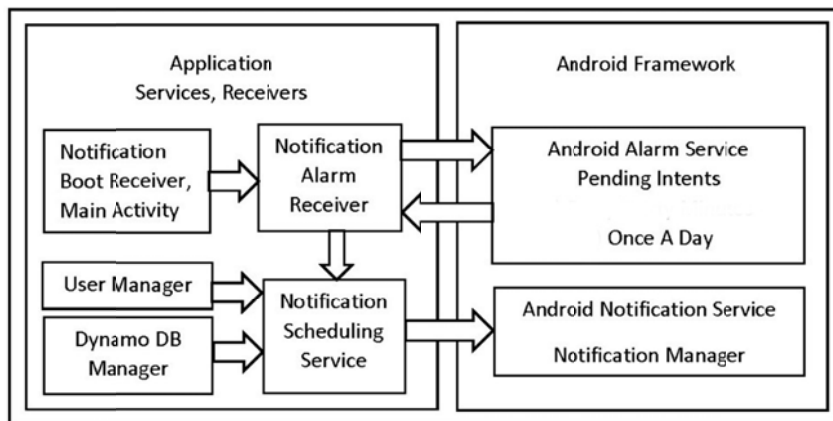 Application
Services, Receivers
Notification
Boot Receiver,
Main Activity
Notification
Alarm
Receiver
User Manager
Dynamo DB
Manager
Notification
Scheduling
Service
Android Framework
Android Alarm Service
Pending Intents
Once A Day
Android Notification Service
Notification Manager